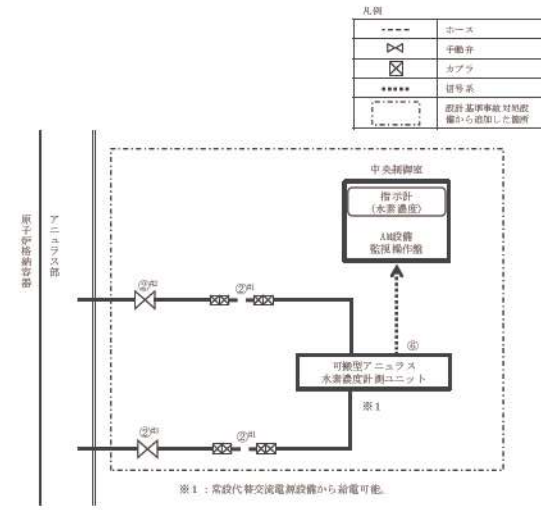 凡例
ホース
手動弁
カプラ
信号系
設計基準事故対処設
備から追加した箇所
中央制御室
指示計
(水素濃度)
AM設備
監視操作盤
原子炉格納容器
アニュラス部
②
②
⑥
可搬型アニュラス
水素濃度計測ユニット
※1
②
②
※1:常設代替交流電源設備から給電可能。